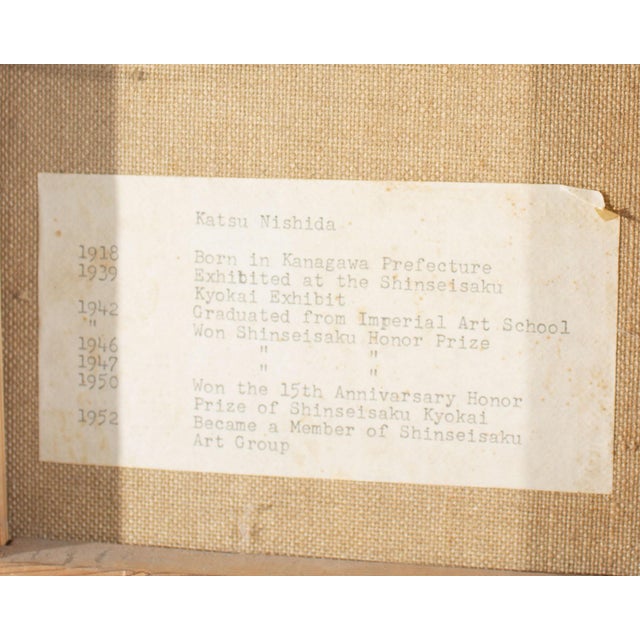 Katsu Nishida
1918 Born in Kanagawa Prefecture
1939 Exhibited at the Shinseisaku
Kyokai Exhibit
1942 Graduated from Imperial Art School
" Won Shinseisaku Honor Prize
1946 " "
1947 " "
1950 Won the 15th Annivarsary Honor
Prize of Shinseisaku Kyokai
1952 Became a Member of Shinseisaku
Art Group